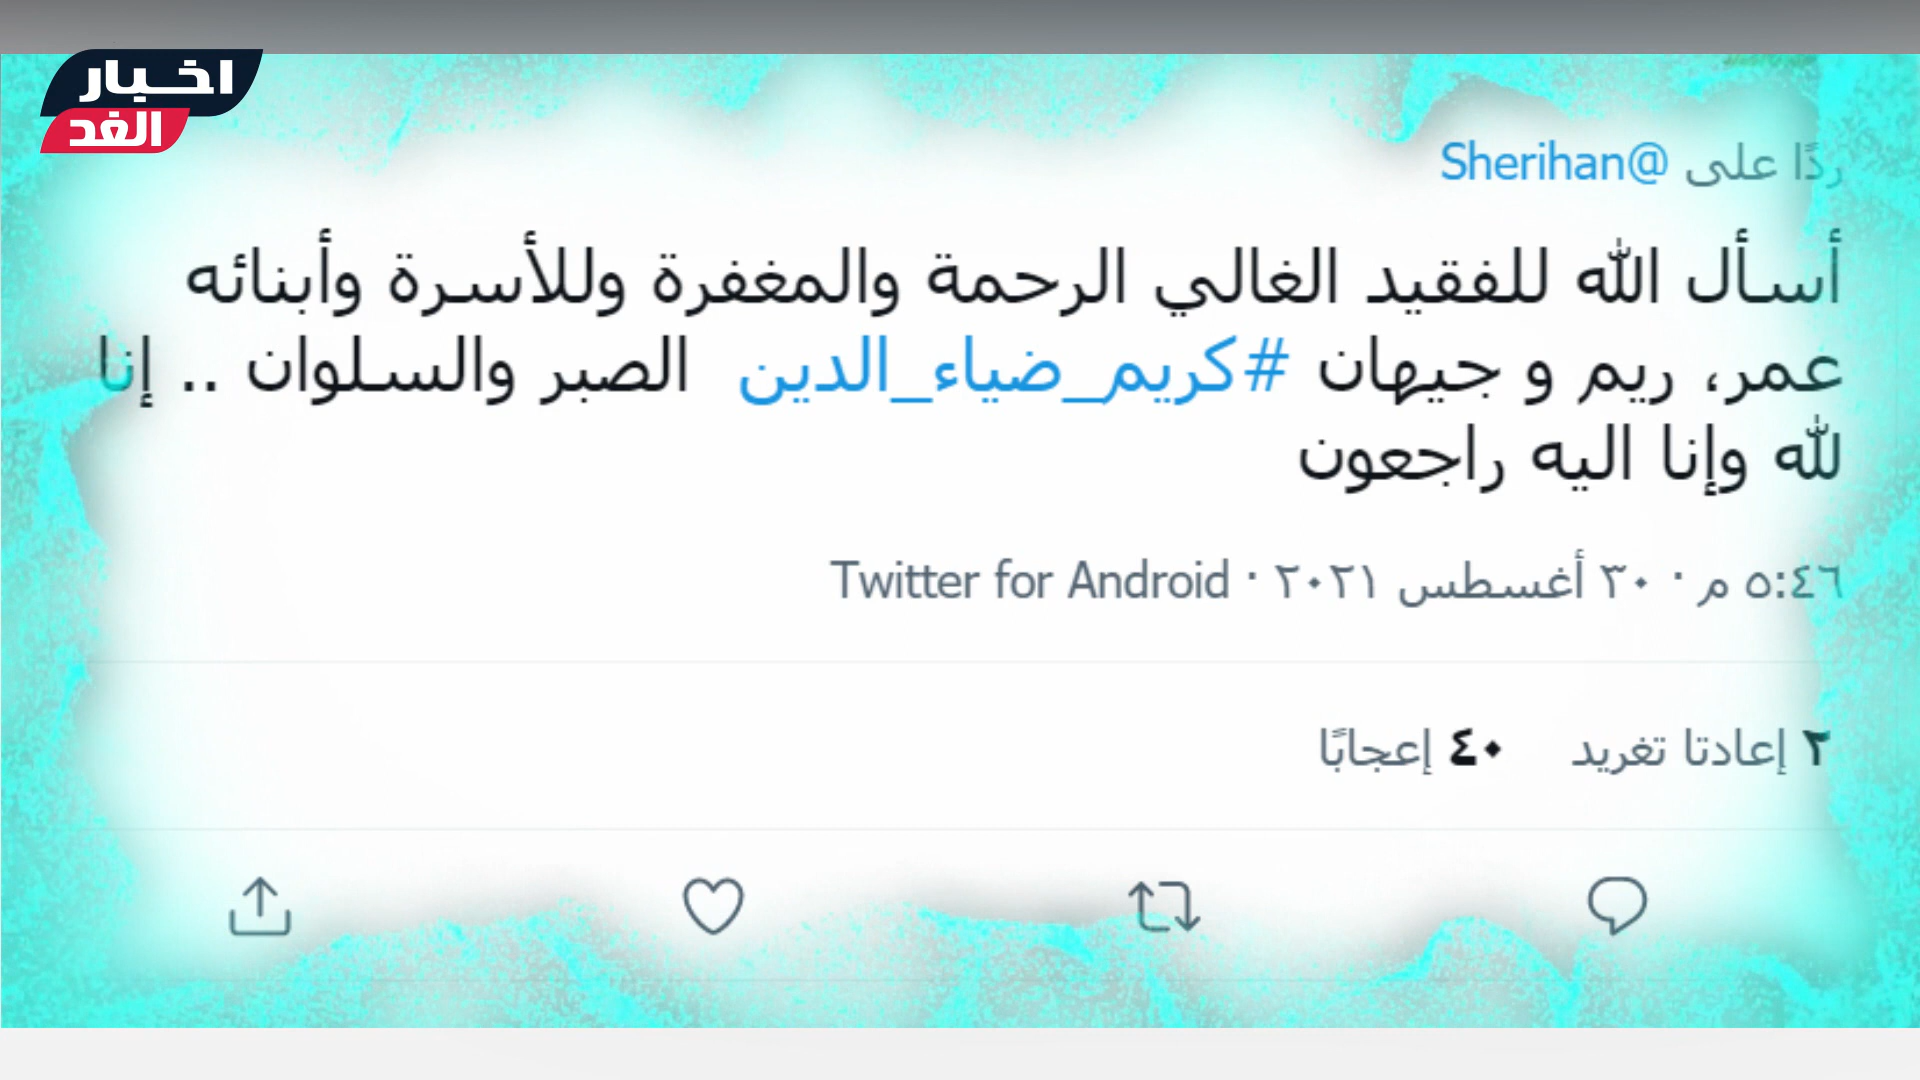 اخبار
الغد
ردًا على @Sherihan
أسأل الله للفقيد الغالي الرحمة والمغفرة وللأسرة وأبنائه
عمر، ريم و جيهان #كريم_ضياء_الدين الصبر والسلوان .. إنا
لله وإنا اليه راجعون
٥:٤٦ م · ٣٠ أغسطس ٢٠٢١ · Twitter for Android
٢ إعادتا تغريد ٤٠ إعجابًا